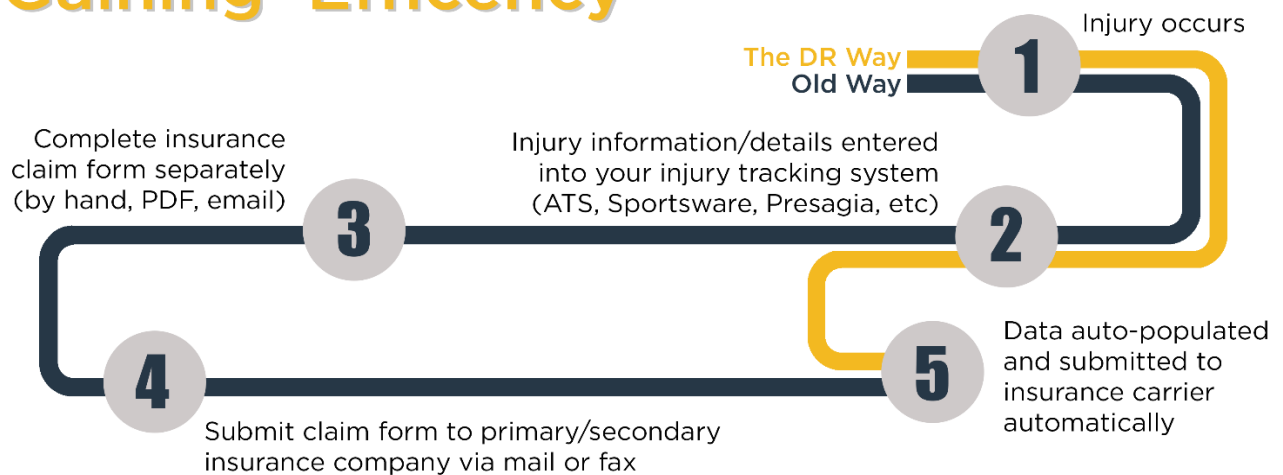 Gaining Efficency
The DR Way
Old Way
1
Injury occurs
Injury information/details entered
into your injury tracking system
(ATS, Sportsware, Presagia, etc)
2
Complete insurance
claim form separately
(by hand, PDF, email)
3
4
Submit claim form to primary/secondary
insurance company via mail or fax
5
Data auto-populated
and submitted to
insurance carrier
automatically